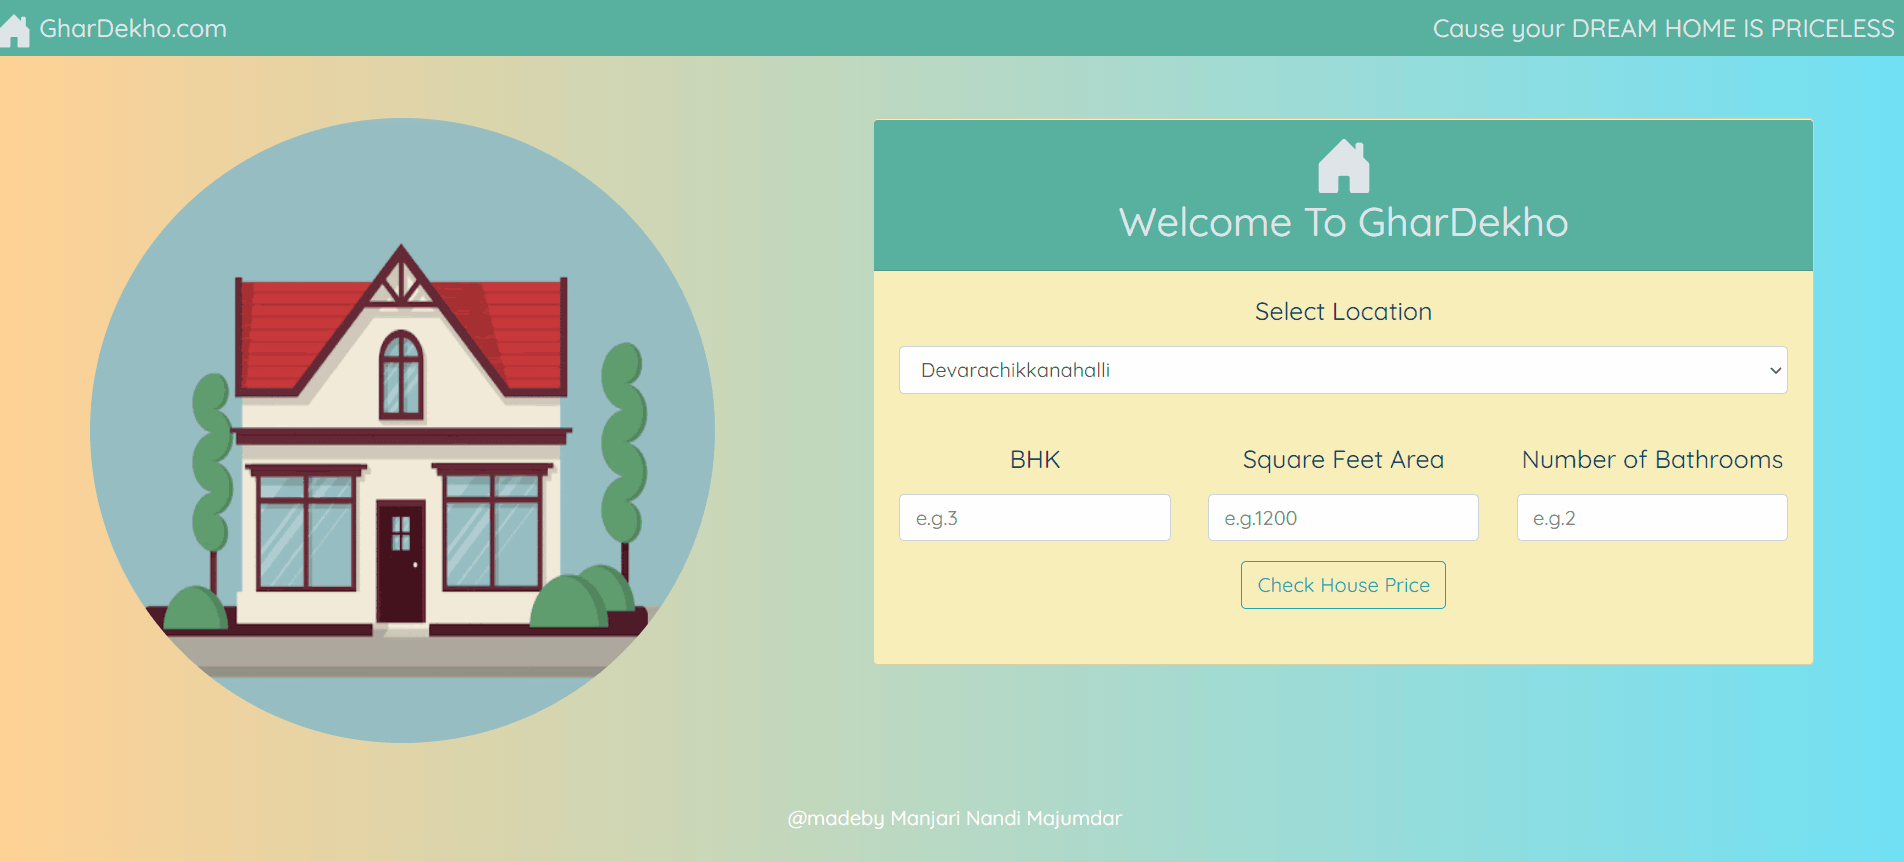 GharDekho.com
Cause your DREAM HOME IS PRICELESS
Welcome To GharDekho
Select Location
Devarachikkanahalli
BHK
Square Feet Area
Number of Bathrooms
e.g.3
e.g.1200
e.g.2
Check House Price
@madeby Manjari Nandi Majumdar